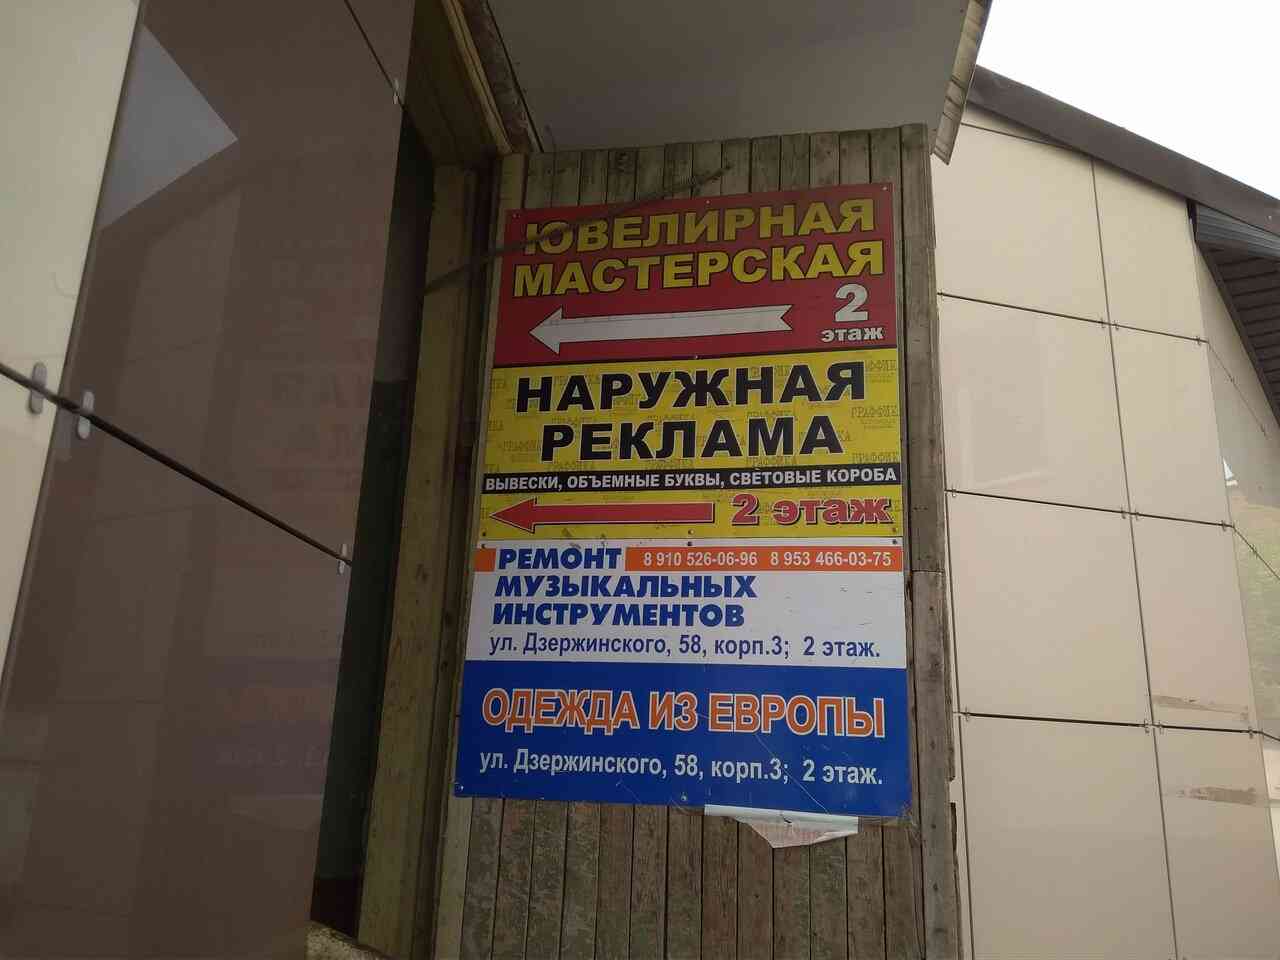 ЮВЕЛИРНАЯ
МАСТЕРСКАЯ
2
этаж
НАРУЖНАЯ
РЕКЛАМА
ВЫВЕСКИ, ОБЪЕМНЫЕ БУКВЫ, СВЕТОВЫЕ КОРОБА
2 этаж
РЕМОНТ 8 910 526-06-96 8 953 466-03-75
МУЗЫКАЛЬНЫХ
ИНСТРУМЕНТОВ
ул. Дзержинского, 58, корп.3; 2 этаж.
ОДЕЖДА ИЗ ЕВРОПЫ
ул. Дзержинского, 58, корп.3; 2 этаж.